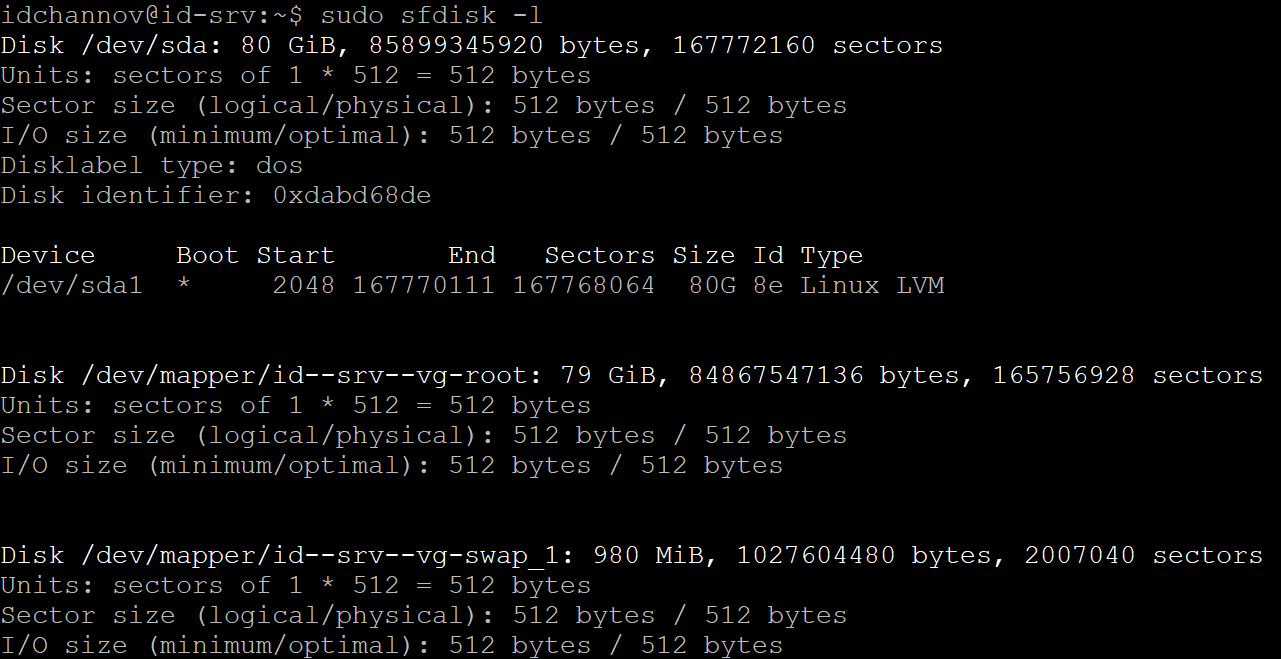 idchannov@id-srv:~$ sudo sfdisk -l
Disk /dev/sda: 80 GiB, 85899345920 bytes, 167772160 sectors
Units: sectors of 1 * 512 = 512 bytes
Sector size (logical/physical): 512 bytes / 512 bytes
I/O size (minimum/optimal): 512 bytes / 512 bytes
Disklabel type: dos
Disk identifier: 0xdabd68de
Device     Boot Start       End   Sectors Size Id Type
/dev/sda1  *     2048 167770111 167768064  80G 8e Linux LVM
Disk /dev/mapper/id--srv--vg-root: 79 GiB, 84867547136 bytes, 165756928 sectors
Units: sectors of 1 * 512 = 512 bytes
Sector size (logical/physical): 512 bytes / 512 bytes
I/O size (minimum/optimal): 512 bytes / 512 bytes
Disk /dev/mapper/id--srv--vg-swap_1: 980 MiB, 1027604480 bytes, 2007040 sectors
Units: sectors of 1 * 512 = 512 bytes
Sector size (logical/physical): 512 bytes / 512 bytes
I/O size (minimum/optimal): 512 bytes / 512 bytes